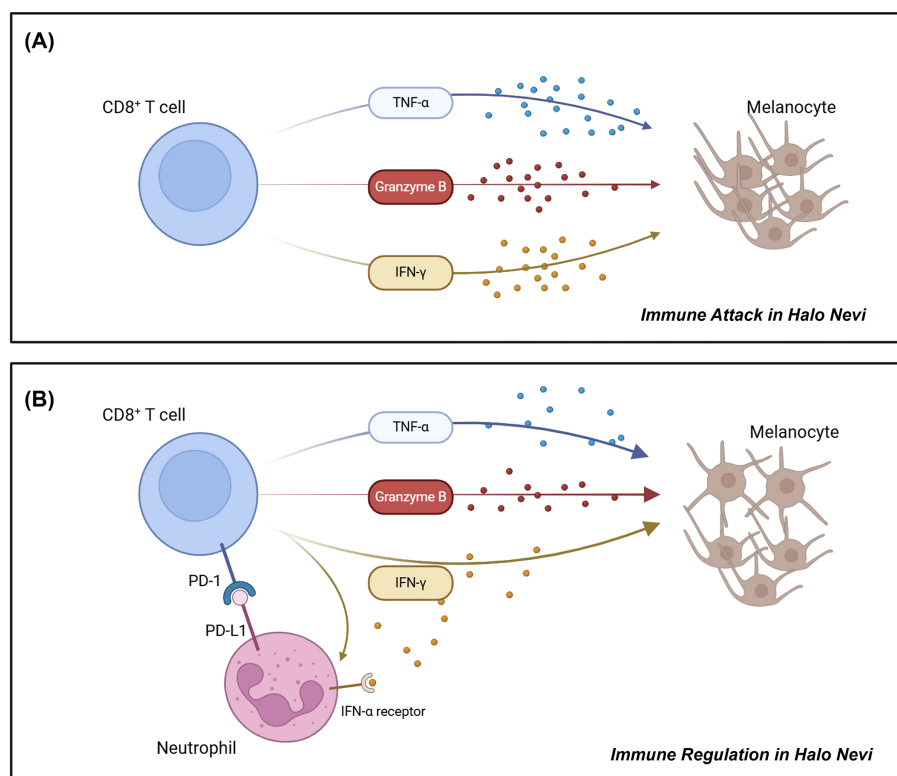 (A)
CD8⁺ T cell
TNF-α
Melanocyte
Granzyme B
IFN-γ
Immune Attack in Halo Nevi
(B)
CD8⁺ T cell
TNF-α
Melanocyte
Granzyme B
PD-1
IFN-γ
PD-L1
IFN-α receptor
Neutrophil
Immune Regulation in Halo Nevi